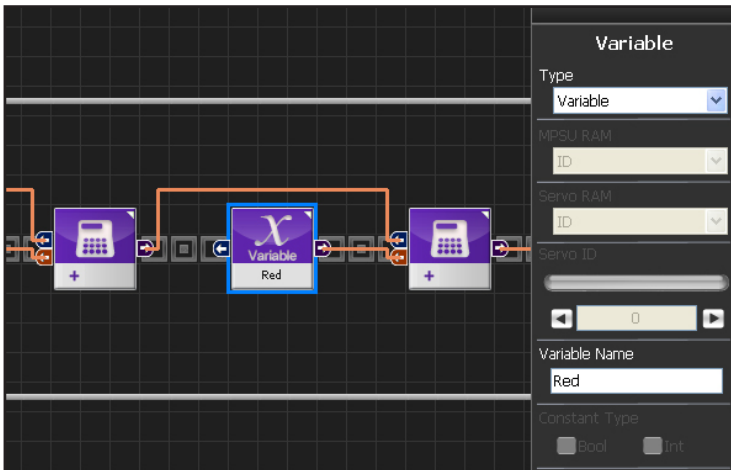 Variable
Type
Variable
MPSU RAM
ID
Servo RAM
ID
Servo ID
0
Variable Name
Red
Constant Type
Bool Int
+
X
Variable
Red
+